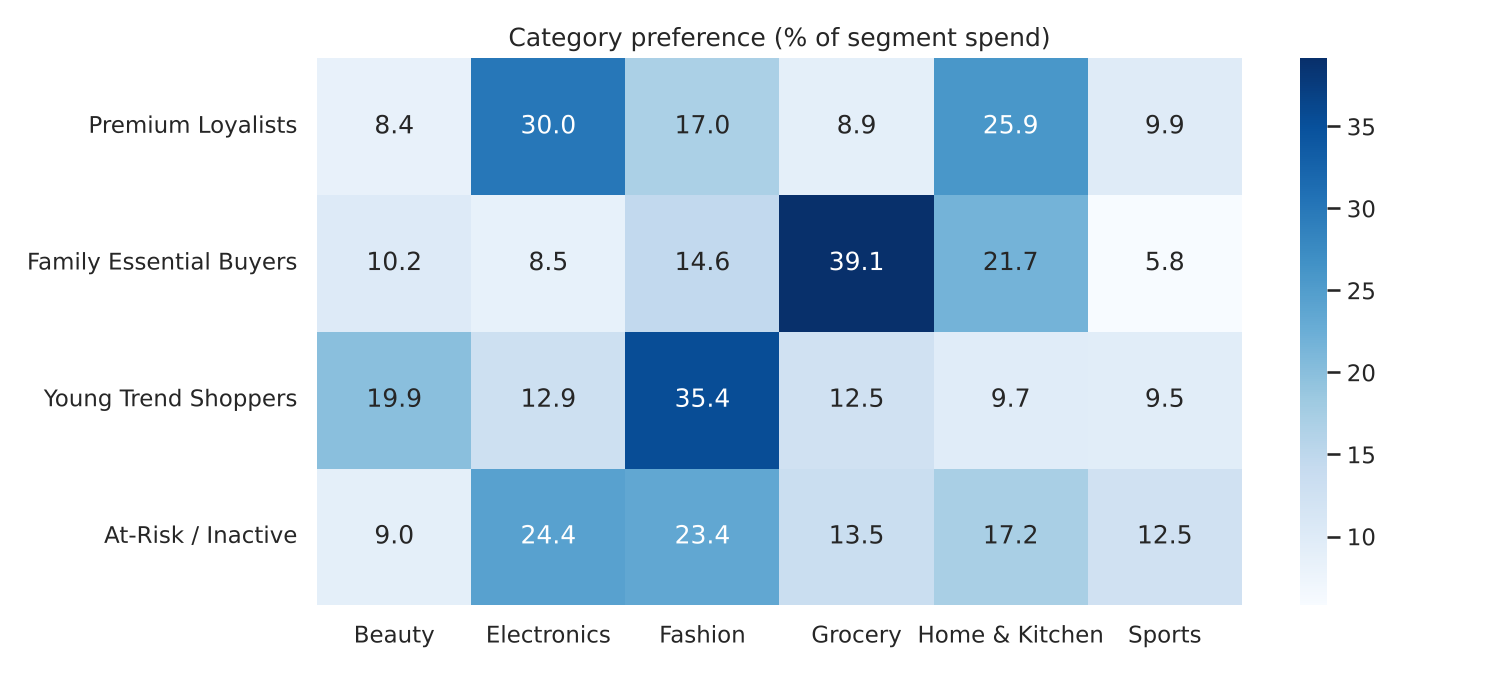 Category preference (% of segment spend)
Premium Loyalists 8.4 30.0 17.0 8.9 25.9 9.9
Family Essential Buyers 10.2 8.5 14.6 39.1 21.7 5.8
Young Trend Shoppers 19.9 12.9 35.4 12.5 9.7 9.5
At-Risk / Inactive 9.0 24.4 23.4 13.5 17.2 12.5
Beauty Electronics Fashion Grocery Home & Kitchen Sports
35
30
25
20
15
10